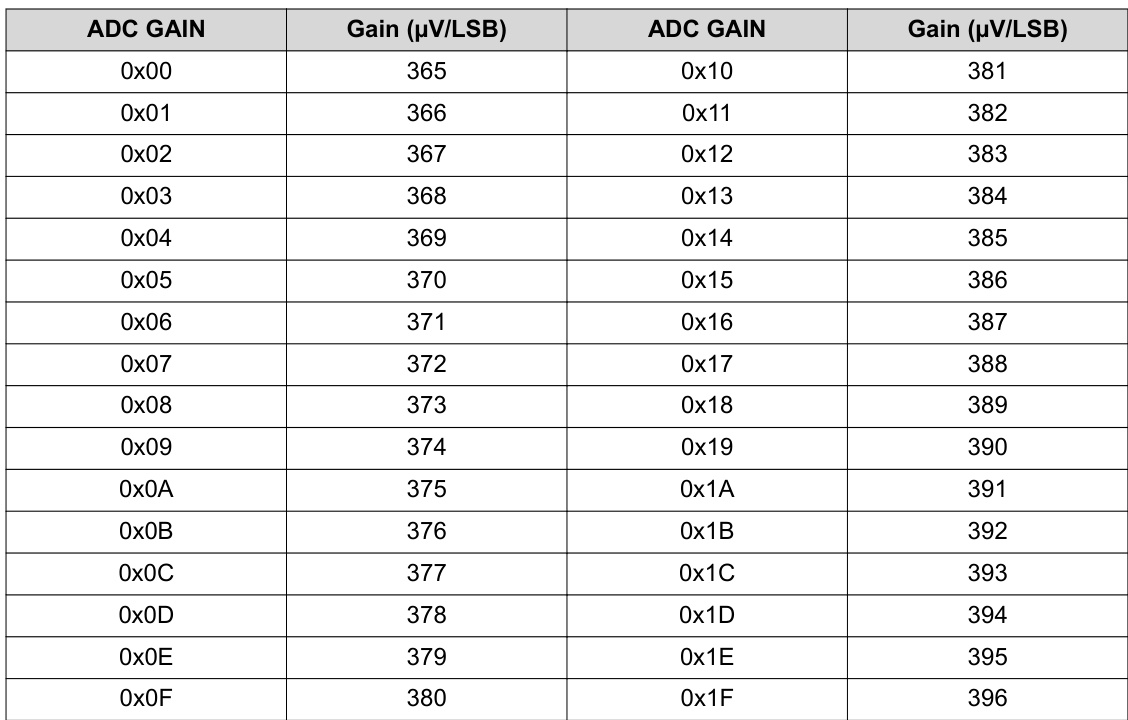 ADC GAIN Gain (µV/LSB) ADC GAIN Gain (µV/LSB)
0x00 365 0x10 381
0x01 366 0x11 382
0x02 367 0x12 383
0x03 368 0x13 384
0x04 369 0x14 385
0x05 370 0x15 386
0x06 371 0x16 387
0x07 372 0x17 388
0x08 373 0x18 389
0x09 374 0x19 390
0x0A 375 0x1A 391
0x0B 376 0x1B 392
0x0C 377 0x1C 393
0x0D 378 0x1D 394
0x0E 379 0x1E 395
0x0F 380 0x1F 396